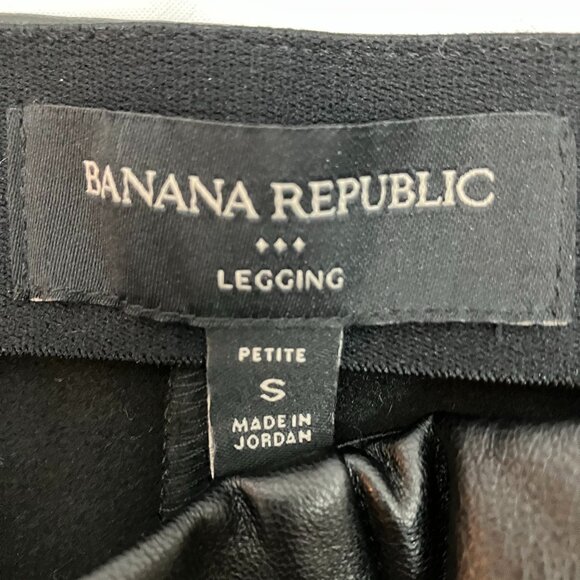 BANANA REPUBLIC
LEGGING
PETITE
S
MADE IN
JORDAN